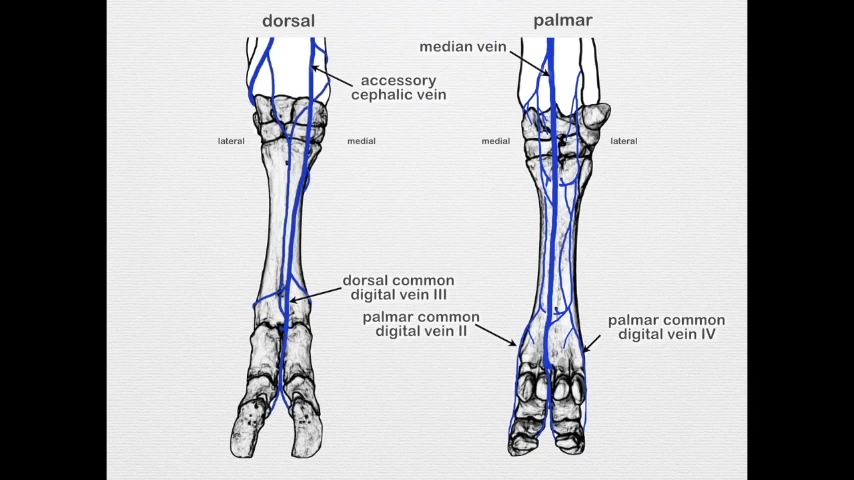 dorsal
palmar
median vein
accessory
cephalic vein
lateral
medial
medial
lateral
dorsal common
digital vein III
palmar common
digital vein II
palmar common
digital vein IV